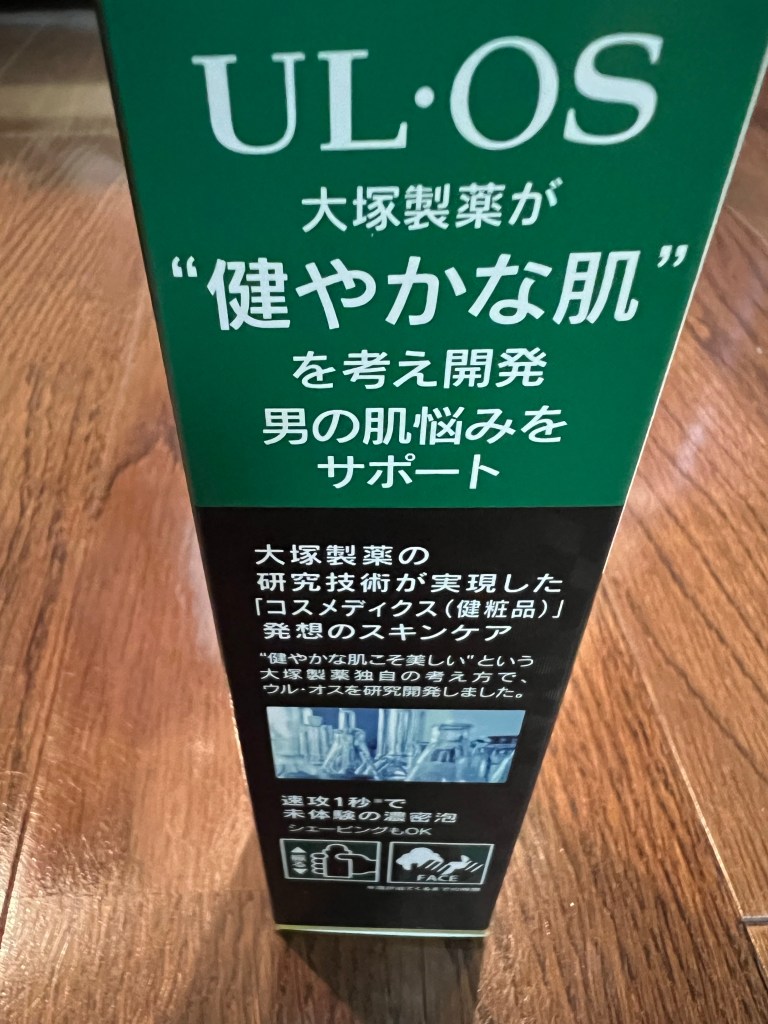 UL・OS
大塚製薬が
“健やかな肌”
を考え開発
男の肌悩みを
サポート
大塚製薬の
研究技術が実現した
「コスメディクス（健粧品）」
発想のスキンケア
“健やかな肌こそ美しい”という
大塚製薬独自の考え方で、
ウル・オスを研究開発しました。
速攻1秒※で
未体験の濃密泡
シェービングもOK
▲振る▼
FACE